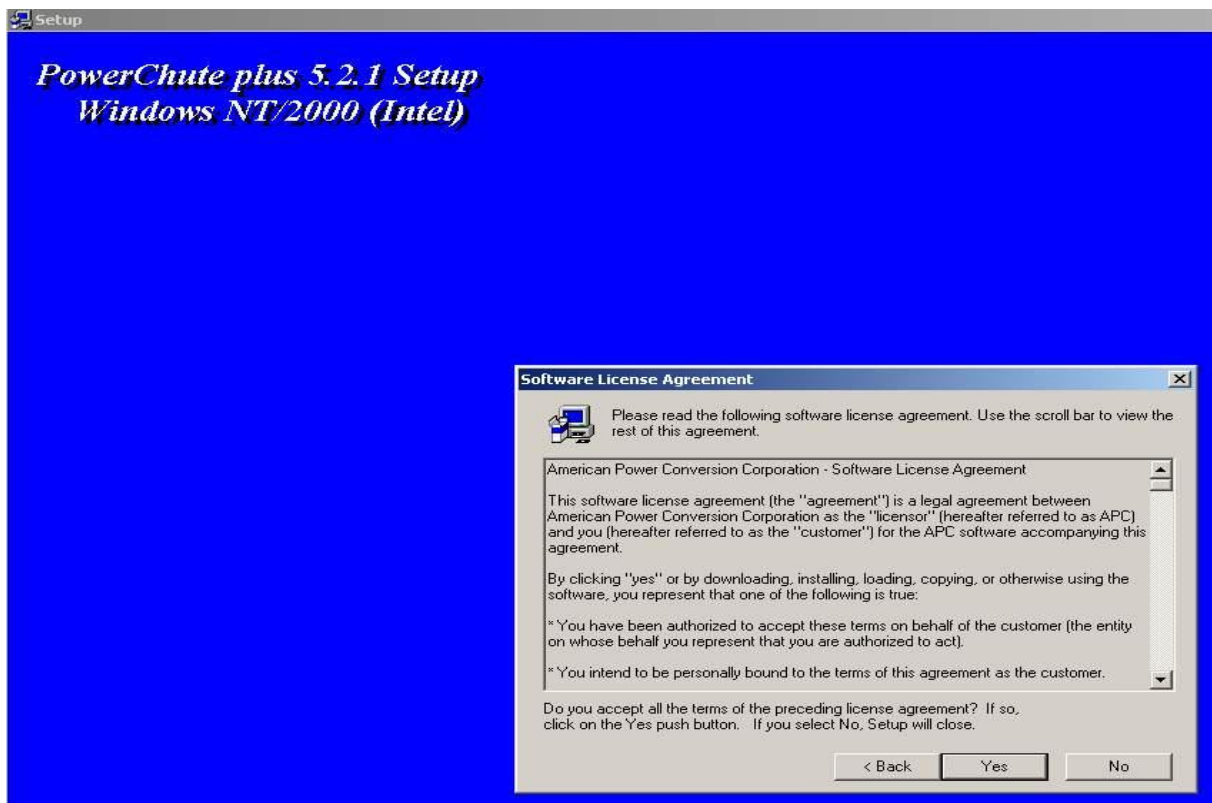 Setup
PowerChute plus 5.2.1 Setup
Windows NT/2000 (Intel)
Software License Agreement
Please read the following software license agreement. Use the scroll bar to view the
rest of this agreement.
American Power Conversion Corporation - Software License Agreement
This software license agreement (the "agreement") is a legal agreement between
American Power Conversion Corporation as the "licensor" (hereafter referred to as APC)
and you (hereafter referred to as the "customer") for the APC software accompanying this
agreement.
By clicking "yes" or by downloading, installing, loading, copying, or otherwise using the
software, you represent that one of the following is true:
* You have been authorized to accept these terms on behalf of the customer (the entity
on whose behalf you represent that you are authorized to act).
* You intend to be personally bound to the terms of this agreement as the customer.
Do you accept all the terms of the preceding license agreement? If so,
click on the Yes push button. If you select No, Setup will close.
< Back Yes No